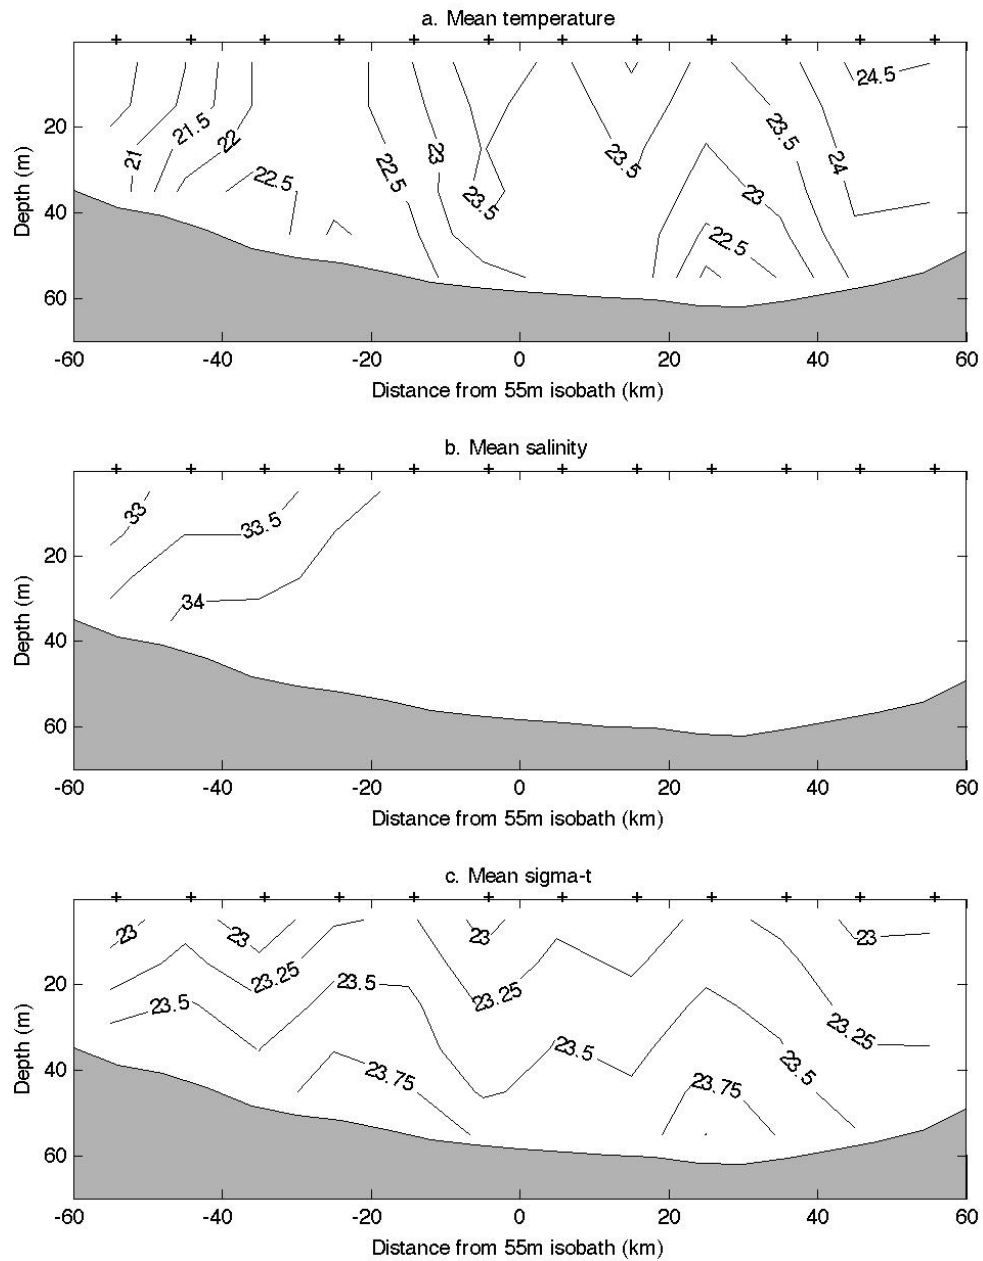 a. Mean temperature
24.5
20
21.5
22
23
23.5
24
21
23.5
22.5
22.5
23.5
23
Depth (m)
40
22.5
60
-60 -40 -20 0 20 40 60
Distance from 55m isobath (km)
b. Mean salinity
33
33.5
20
34
Depth (m)
40
60
-60 -40 -20 0 20 40 60
Distance from 55m isobath (km)
c. Mean sigma-t
23 23 23 23
20 23.25 23.5
23.5 23.25
23.25
23.5
Depth (m)
40 23.75 23.75 23.5
60
-60 -40 -20 0 20 40 60
Distance from 55m isobath (km)